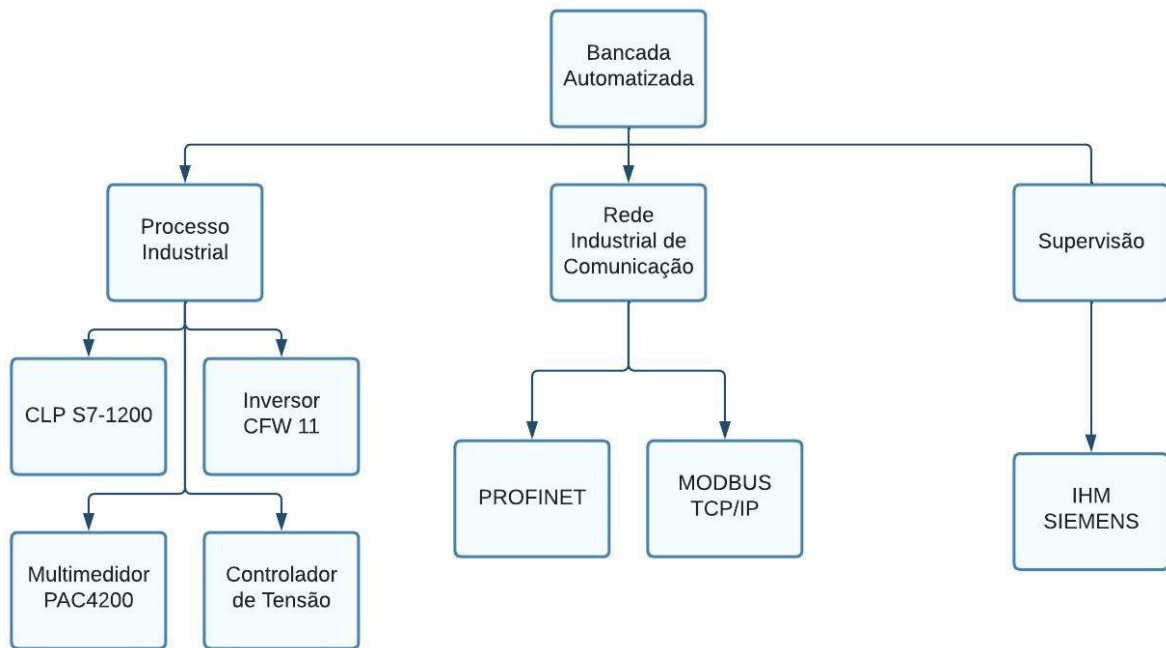 Bancada
Automatizada
Processo
Industrial
Rede
Industrial de
Comunicação
Supervisão
CLP S7-1200
Inversor
CFW 11
PROFINET
MODBUS
TCP/IP
IHM
SIEMENS
Multimedidor
PAC4200
Controlador
de Tensão